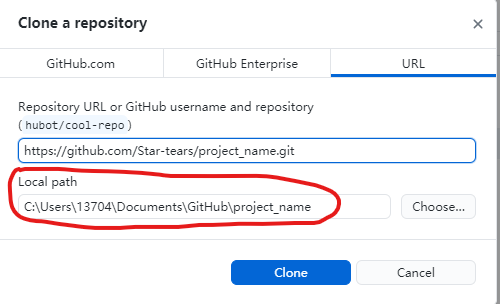 Clone a repository
GitHub.com
GitHub Enterprise
URL
Repository URL or GitHub username and repository
(hubot/cool-repo)
https://github.com/Star-tears/project_name.git
Local path
C:\Users\13704\Documents\GitHub\project_name
Choose...
Clone
Cancel